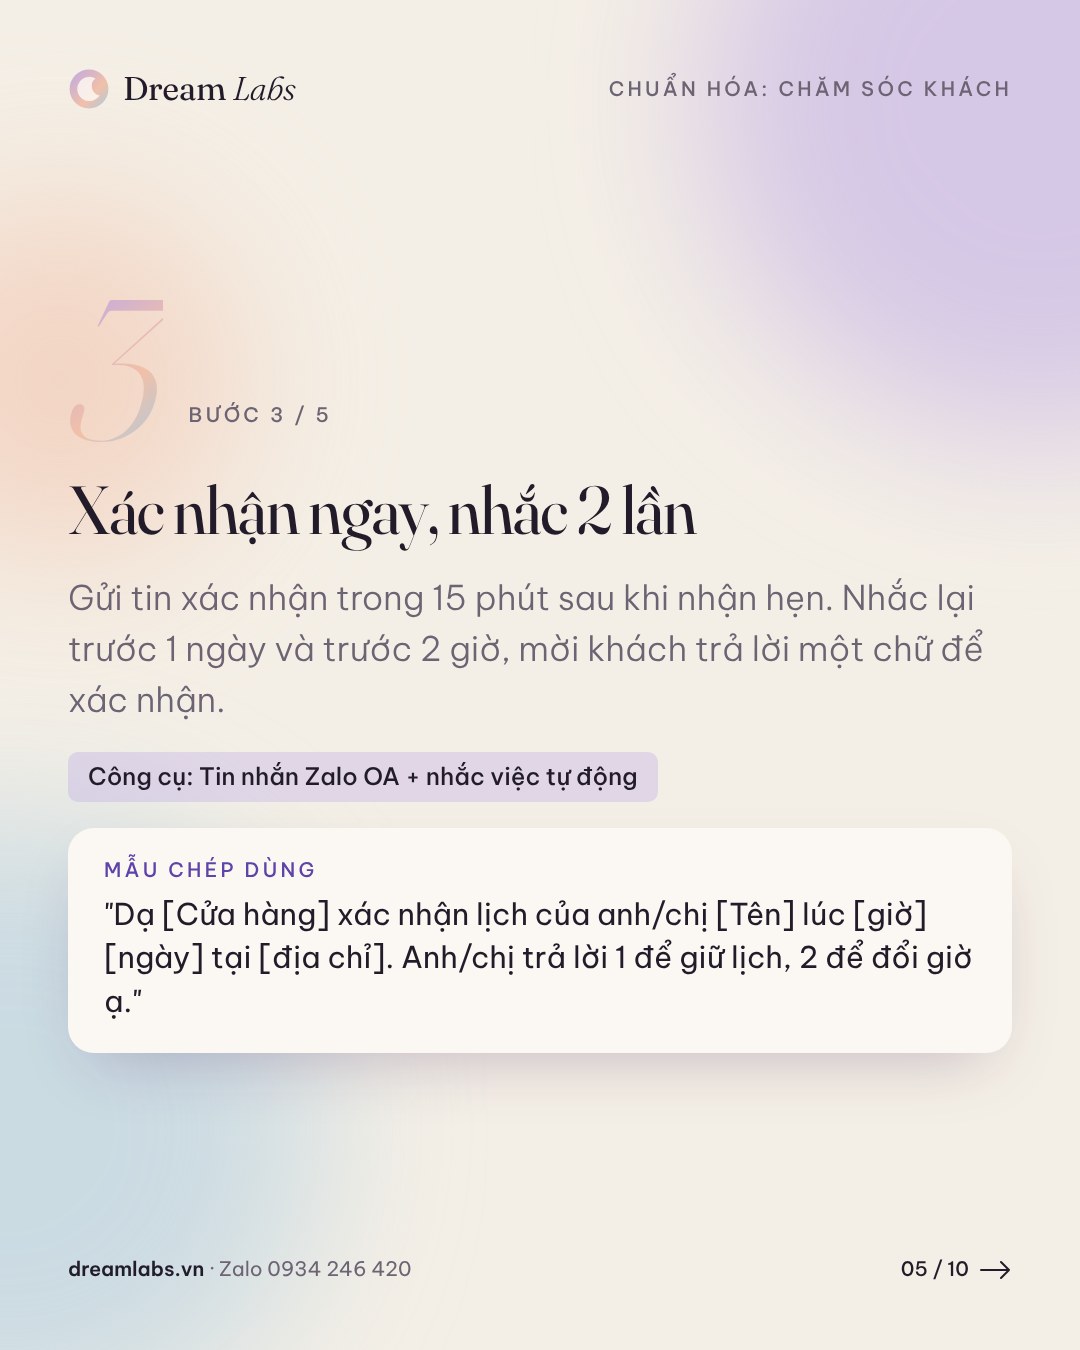 Dream Labs
CHUẨN HÓA: CHĂM SÓC KHÁCH
3
BƯỚC 3 / 5
Xác nhận ngay, nhắc 2 lần
Gửi tin xác nhận trong 15 phút sau khi nhận hẹn. Nhắc lại
trước 1 ngày và trước 2 giờ, mời khách trả lời một chữ để
xác nhận.
Công cụ: Tin nhắn Zalo OA + nhắc việc tự động
MẪU CHÉP DÙNG
"Dạ [Cửa hàng] xác nhận lịch của anh/chị [Tên] lúc [giờ]
[ngày] tại [địa chỉ]. Anh/chị trả lời 1 để giữ lịch, 2 để đổi giờ
ạ."
dreamlabs.vn · Zalo 0934 246 420
05 / 10 →